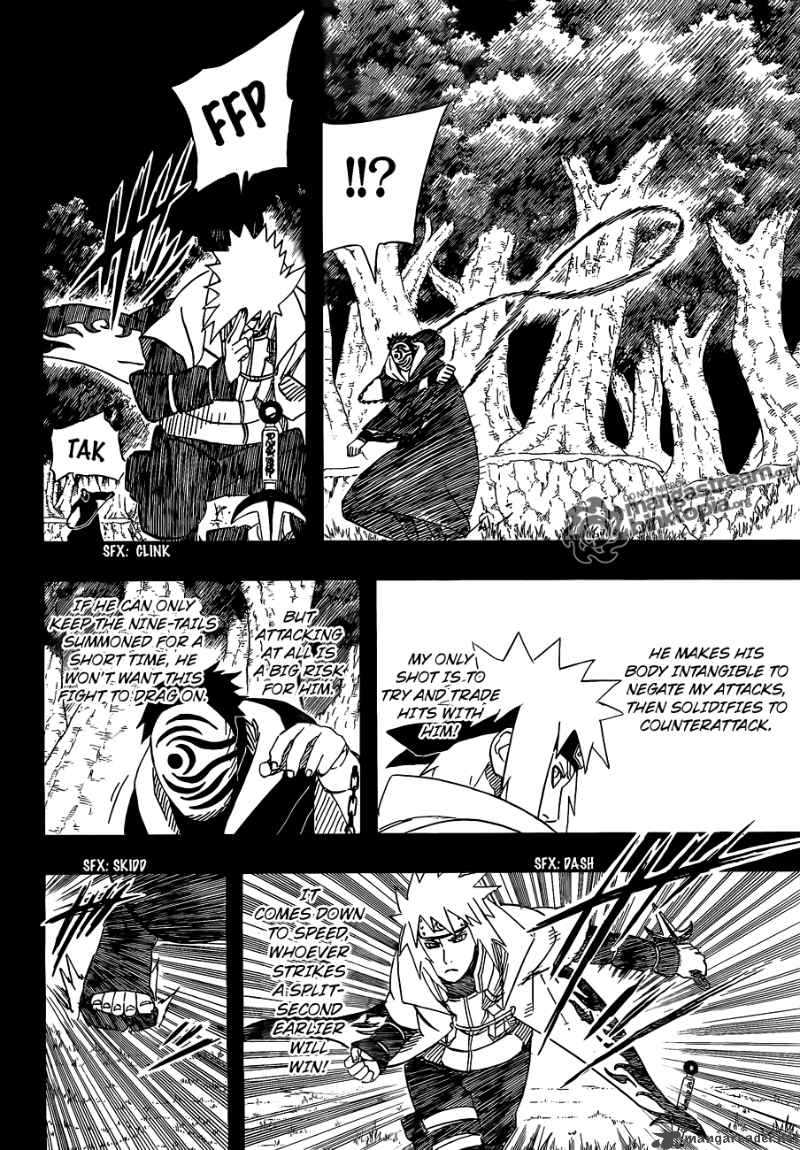 !!?
FFP
TAK
SFX: CLINK
mangastream
HE MAKES HIS
BODY INTANGIBLE TO
NEGATE MY ATTACKS,
THEN SOLIDIFIES TO
COUNTERATTACK.
MY ONLY
SHOT IS TO
TRY AND TRADE
HITS WITH
HIM!
BUT
ATTACKING
AT ALL IS
A BIG RISK
FOR HIM.
IF HE CAN ONLY
KEEP THE NINE-TAILS
SUMMONED FOR A
SHORT TIME, HE
WON'T WANT THIS
FIGHT TO DRAG ON.
SFX: DASH
IT
COMES DOWN
TO SPEED,
WHOEVER
STRIKES
A SPLIT-
SECOND
EARLIER
WILL
WIN!
SFX: SKIDD
mangareader.net